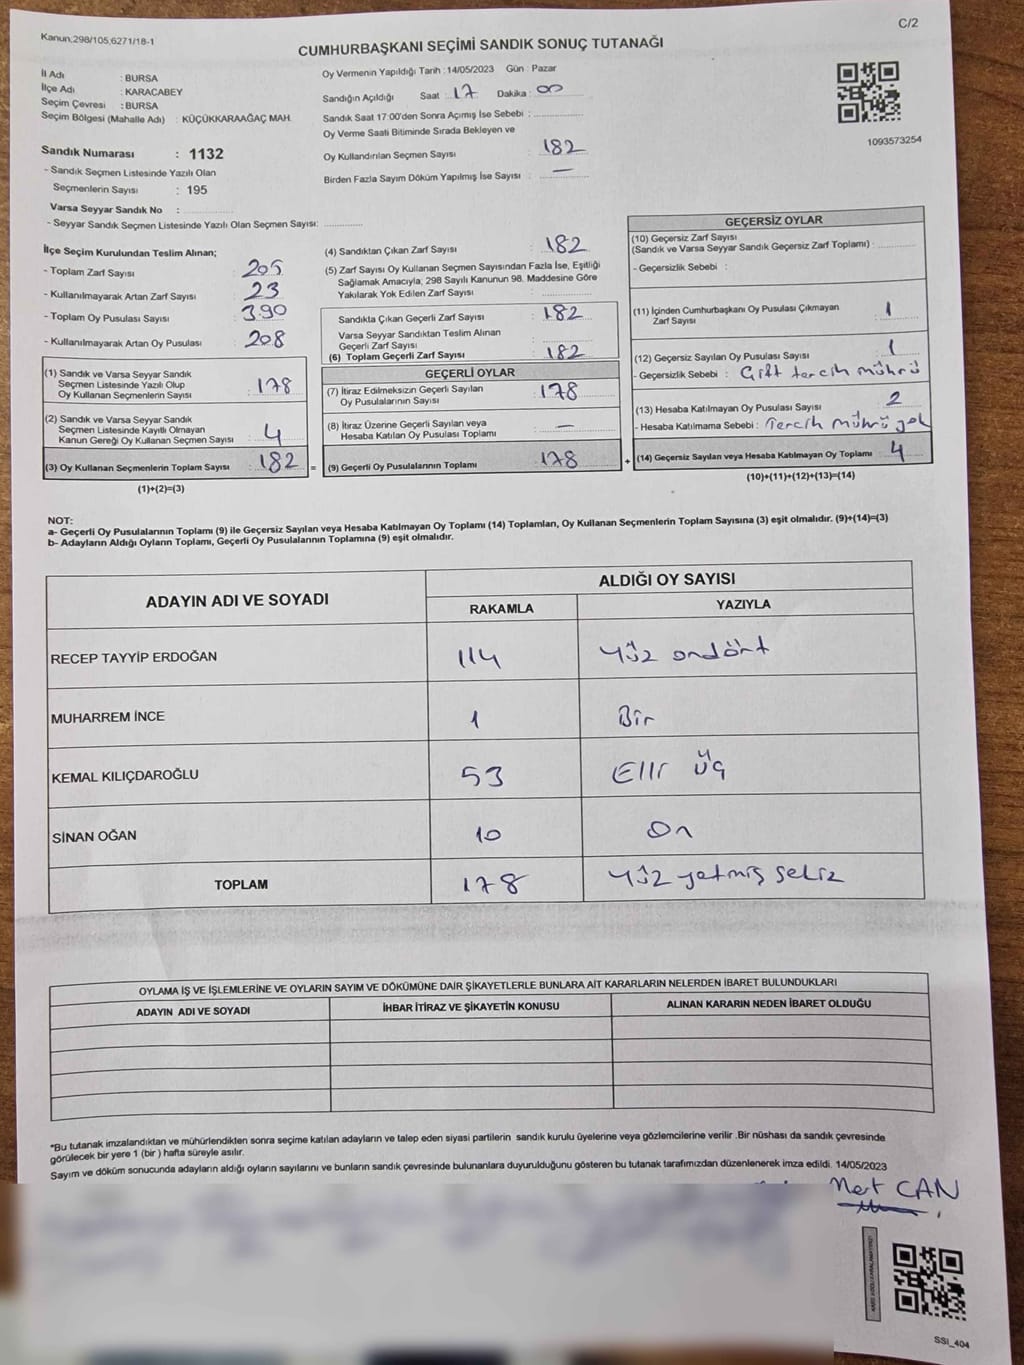 C/2
Kanun;298/105,6271/18-1
CUMHURBAŞKANI SEÇİMİ SANDIK SONUÇ TUTANAĞI
İl Adı : BURSA
İlçe Adı : KARACABEY
Seçim Çevresi : BURSA
Seçim Bölgesi (Mahalle Adı) : KÜÇÜKKARAAĞAÇ MAH.
Sandık Numarası : 1132
- Sandık Seçmen Listesinde Yazılı Olan
Seçmenlerin Sayısı : 195
Varsa Seyyar Sandık No :
- Seyyar Sandık Seçmen Listesinde Yazılı Olan Seçmen Sayısı:
Oy Vermenin Yapıldığı Tarih :14/05/2023 Gün : Pazar
Sandığın Açıldığı Saat : 17 Dakika : 00
Sandık Saat 17:00'den Sonra Açımış İse Sebebi :
Oy Verme Saati Bitiminde Sırada Bekleyen ve
Oy Kullandırılan Seçmen Sayısı : 182
Birden Fazla Sayım Döküm Yapılmış İse Sayısı : —
1093573254
İlçe Seçim Kurulundan Teslim Alınan;
- Toplam Zarf Sayısı : 205
- Kullanılmayarak Artan Zarf Sayısı : 23
- Toplam Oy Pusulası Sayısı : 390
- Kullanılmayarak Artan Oy Pusulası : 208
(1) Sandık ve Varsa Seyyar Sandık
Seçmen Listesinde Yazılı Olup
Oy Kullanan Seçmenlerin Sayısı : 178
(2) Sandık ve Varsa Seyyar Sandık
Seçmen Listesinde Kayıtlı Olmayan
Kanun Gereği Oy Kullanan Seçmen Sayısı : 4
(3) Oy Kullanan Seçmenlerin Toplam Sayısı : 182 =
(1)+(2)=(3)
(4) Sandıktan Çıkan Zarf Sayısı : 182
(5) Zarf Sayısı Oy Kullanan Seçmen Sayısından Fazla İse, Eşitliği
Sağlamak Amacıyla, 298 Sayılı Kanunun 98. Maddesine Göre
Yakılarak Yok Edilen Zarf Sayısı :
Sandıkta Çıkan Geçerli Zarf Sayısı : 182
Varsa Seyyar Sandıktan Teslim Alınan
Geçerli Zarf Sayısı :
(6) Toplam Geçerli Zarf Sayısı : 182
GEÇERLİ OYLAR
(7) İtiraz Edilmeksizin Geçerli Sayılan
Oy Pusulalarının Sayısı : 178
(8) İtiraz Üzerine Geçerli Sayılan veya
Hesaba Katılan Oy Pusulası Toplamı : —
(9) Geçerli Oy Pusulalarının Toplamı : 178 +
GEÇERSİZ OYLAR
(10) Geçersiz Zarf Sayısı
(Sandık ve Varsa Seyyar Sandık Geçersiz Zarf Toplamı) :
- Geçersizlik Sebebi :
(11) İçinden Cumhurbaşkanı Oy Pusulası Çıkmayan
Zarf Sayısı : 1
(12) Geçersiz Sayılan Oy Pusulası Sayısı : 1
- Geçersizlik Sebebi : Çift tercih mührü
(13) Hesaba Katılmayan Oy Pusulası Sayısı : 2
- Hesaba Katılmama Sebebi : Tercih mührü yok
(14) Geçersiz Sayılan veya Hesaba Katılmayan Oy Toplamı : 4
(10)+(11)+(12)+(13)=(14)
NOT:
a- Geçerli Oy Pusulalarının Toplamı (9) ile Geçersiz Sayılan veya Hesaba Katılmayan Oy Toplamı (14) Toplamları, Oy Kullanan Seçmenlerin Toplam Sayısına (3) eşit olmalıdır. (9)+(14)=(3)
b- Adayların Aldığı Oyların Toplamı, Geçerli Oy Pusulalarının Toplamına (9) eşit olmalıdır.
ADAYIN ADI VE SOYADI ALDIĞI OY SAYISI
RAKAMLA YAZIYLA
RECEP TAYYİP ERDOĞAN 114 Yüz ondört
MUHARREM İNCE 1 Bir
KEMAL KILIÇDAROĞLU 53 Elli üç
SİNAN OĞAN 10 On
TOPLAM 178 Yüz yetmiş sekiz
OYLAMA İŞ VE İŞLEMLERİNE VE OYLARIN SAYIM VE DÖKÜMÜNE DAİR ŞİKAYETLERLE BUNLARA AİT KARARLARIN NELERDEN İBARET BULUNDUKLARI
ADAYIN ADI VE SOYADI İHBAR İTİRAZ VE ŞİKAYETİN KONUSU ALINAN KARARIN NEDEN İBARET OLDUĞU
*Bu tutanak imzalandıktan ve mühürlendikten sonra seçime katılan adayların ve talep eden siyasi partilerin sandık kurulu üyelerine veya gözlemcilerine verilir .Bir nüshası da sandık çevresinde
görülecek bir yere 1 (bir ) hafta süreyle asılır.
Sayım ve döküm sonucunda adayların aldığı oyların sayılarını ve bunların sandık çevresinde bulunanlara duyurulduğunu gösteren bu tutanak tarafımızdan düzenlenerek imza edildi. 14/05/2023
Mert CAN
SSI_404